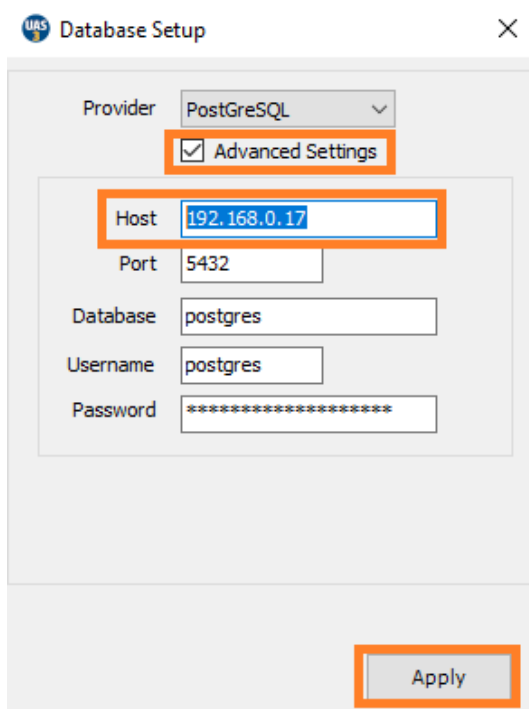 UAS 3 Database Setup
Provider PostGreSQL
Advanced Settings
Host 192.168.0.17
Port 5432
Database postgres
Username postgres
Password *******************
Apply